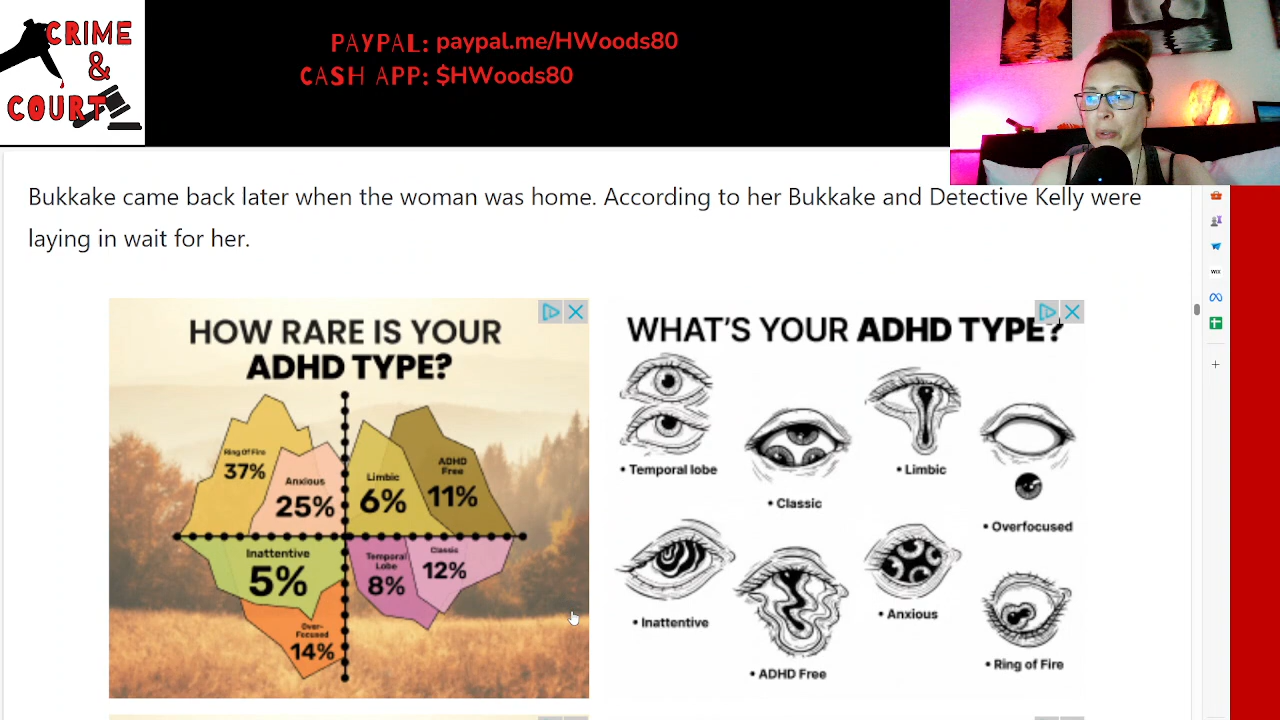 CRIME
&
COURT
PAYPAL: paypal.me/HWoods80
CASH APP: $HWoods80
Bukkake came back later when the woman was home. According to her Bukkake and Detective Kelly were
laying in wait for her.
HOW RARE IS YOUR
ADHD TYPE?
Ring Of Fire
37%
Anxious
25%
Limbic
6%
ADHD
Free
11%
Inattentive
5%
Temporal
Lobe
8%
Classic
12%
Over-
Focused
14%
WHAT'S YOUR ADHD TYPE?
• Temporal lobe
• Classic
• Limbic
• Overfocused
• Inattentive
• ADHD Free
• Anxious
• Ring of Fire
WIX